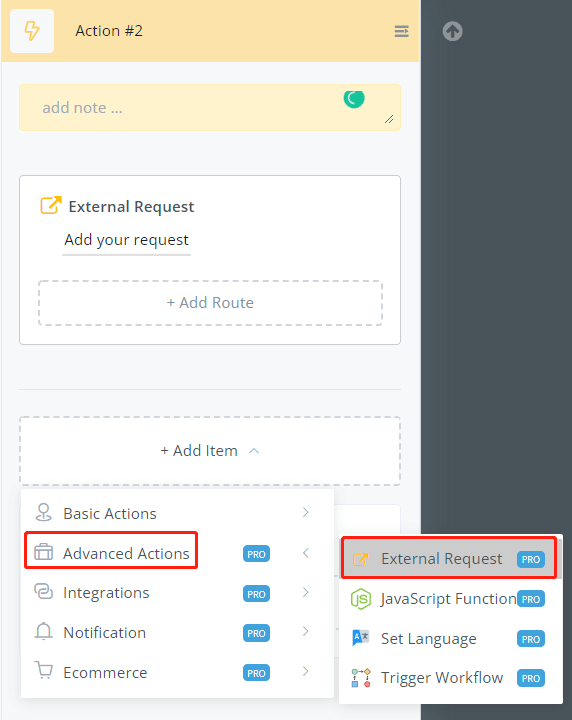 Action #2
add note ...
External Request
Add your request
+ Add Route
+ Add Item
Basic Actions
Advanced Actions PRO
External Request PRO
Integrations PRO
JavaScript Function PRO
Notification PRO
Set Language PRO
Ecommerce PRO
Trigger Workflow PRO